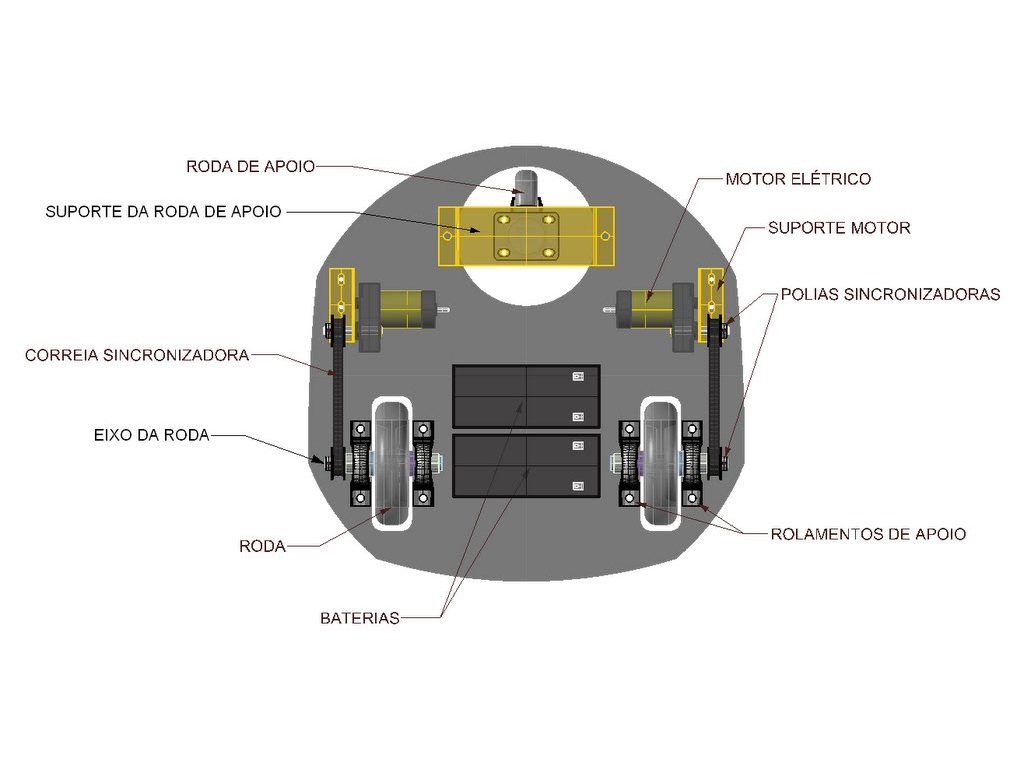 RODA DE APOIO
MOTOR ELÉTRICO
SUPORTE DA RODA DE APOIO
SUPORTE MOTOR
POLIAS SINCRONIZADORAS
CORREIA SINCRONIZADORA
EIXO DA RODA
ROLAMENTOS DE APOIO
RODA
BATERIAS